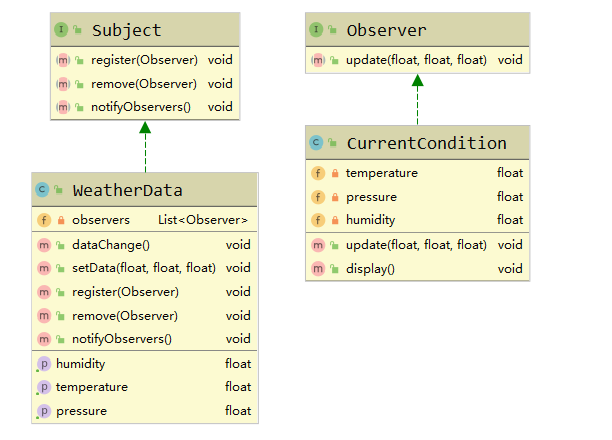 Subject
register(Observer) void
remove(Observer) void
notifyObservers() void
WeatherData
observers List<Observer>
dataChange() void
setData(float, float, float) void
register(Observer) void
remove(Observer) void
notifyObservers() void
humidity float
temperature float
pressure float
Observer
update(float, float, float) void
CurrentCondition
temperature float
pressure float
humidity float
update(float, float, float) void
display() void